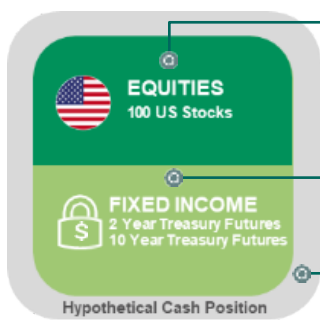 EQUITIES
100 US Stocks
$
FIXED INCOME
2 Year Treasury Futures
10 Year Treasury Futures
Hypothetical Cash Position